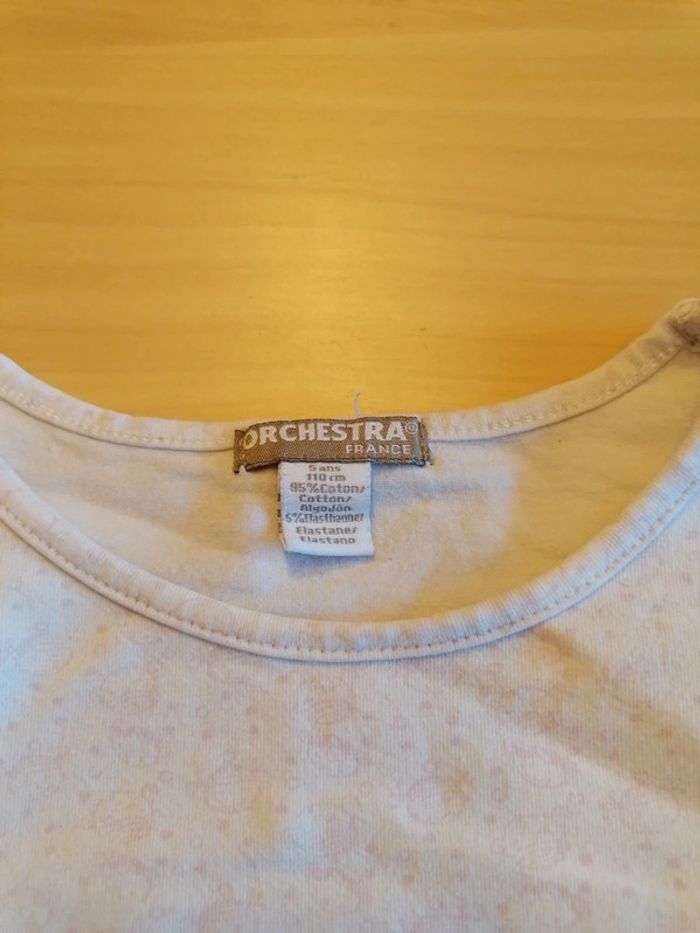 ORCHESTRA®
FRANCE
5 ans
110 cm
95%Coton/
Cotton/
Algodón
5%Elasthanne/
Elastane/
Elastano